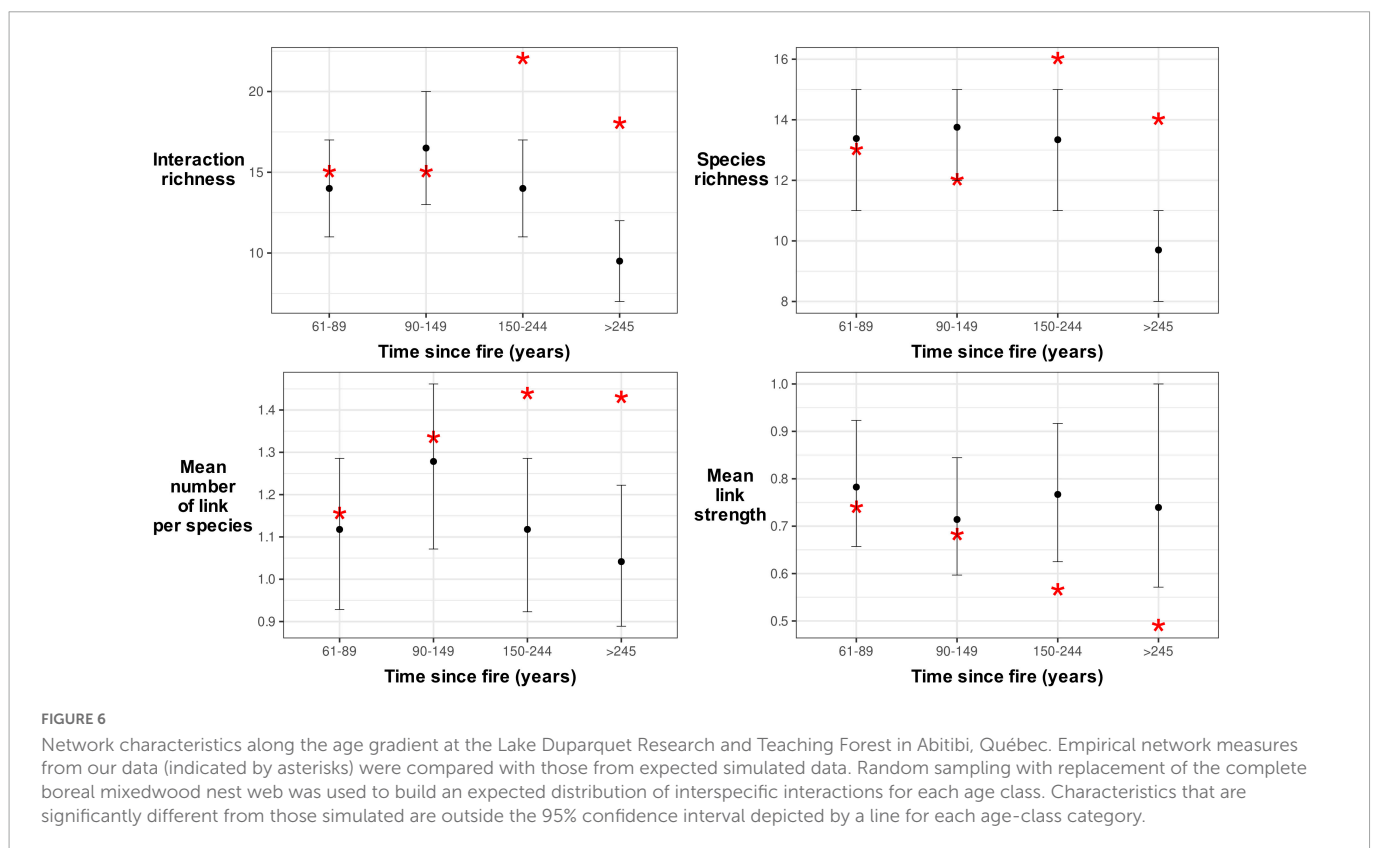 Interaction
richness
20
15
10
61-89 90-149 150-244 >245
Time since fire (years)
Species
richness
16
14
12
10
8
61-89 90-149 150-244 >245
Time since fire (years)
Mean
number
of link
per species
1.4
1.3
1.2
1.1
1.0
0.9
61-89 90-149 150-244 >245
Time since fire (years)
Mean
link
strength
1.0
0.9
0.8
0.7
0.6
0.5
61-89 90-149 150-244 >245
Time since fire (years)
FIGURE 6
Network characteristics along the age gradient at the Lake Duparquet Research and Teaching Forest in Abitibi, Québec. Empirical network measures
from our data (indicated by asterisks) were compared with those from expected simulated data. Random sampling with replacement of the complete
boreal mixedwood nest web was used to build an expected distribution of interspecific interactions for each age class. Characteristics that are
significantly different from those simulated are outside the 95% confidence interval depicted by a line for each age-class category.